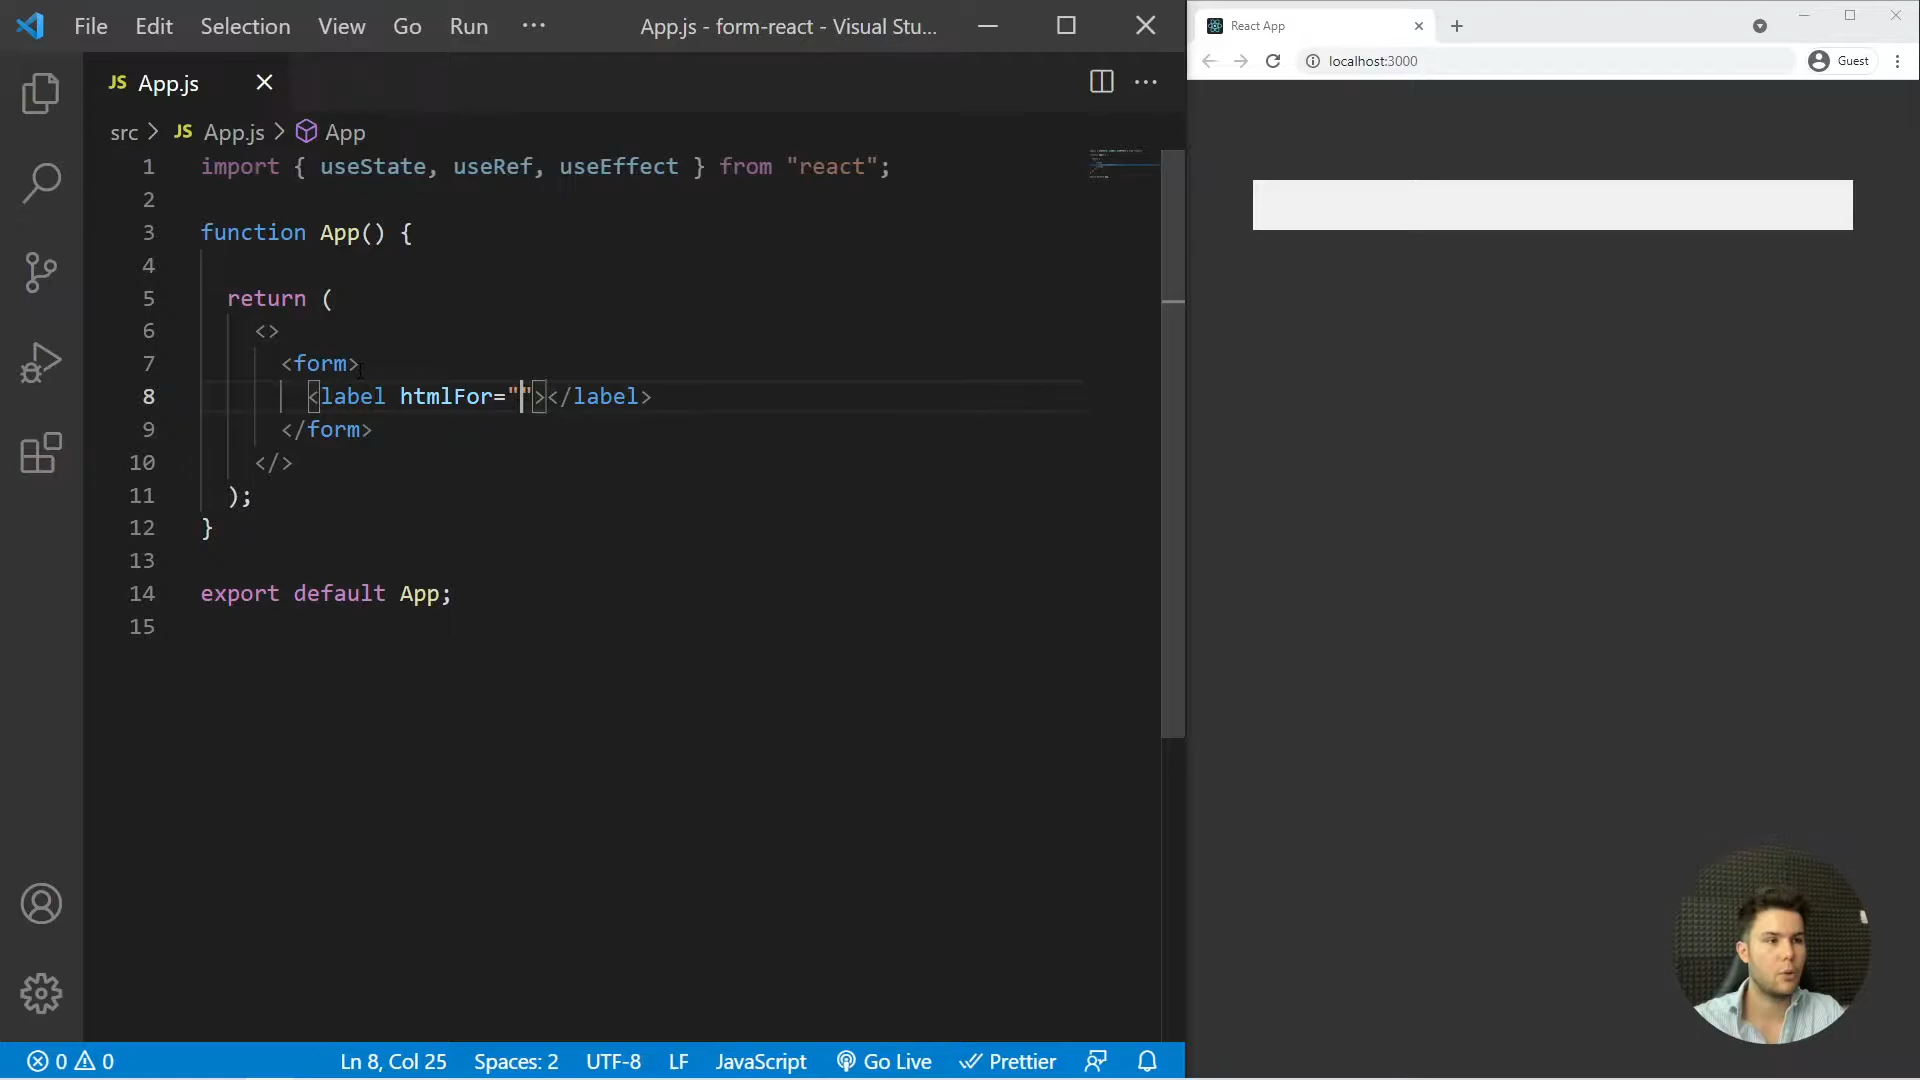 File Edit Selection View Go Run ··· App.js - form-react - Visual Stu...
JS App.js
src > JS App.js > App
1 import { useState, useRef, useEffect } from "react";
2
3 function App() {
4
5 return (
6 <>
7 <form>
8 <label htmlFor=""></label>
9 </form>
10 </>
11 );
12 }
13
14 export default App;
15
0 0 Ln 8, Col 25 Spaces: 2 UTF-8 LF JavaScript Go Live Prettier
React App
localhost:3000 Guest